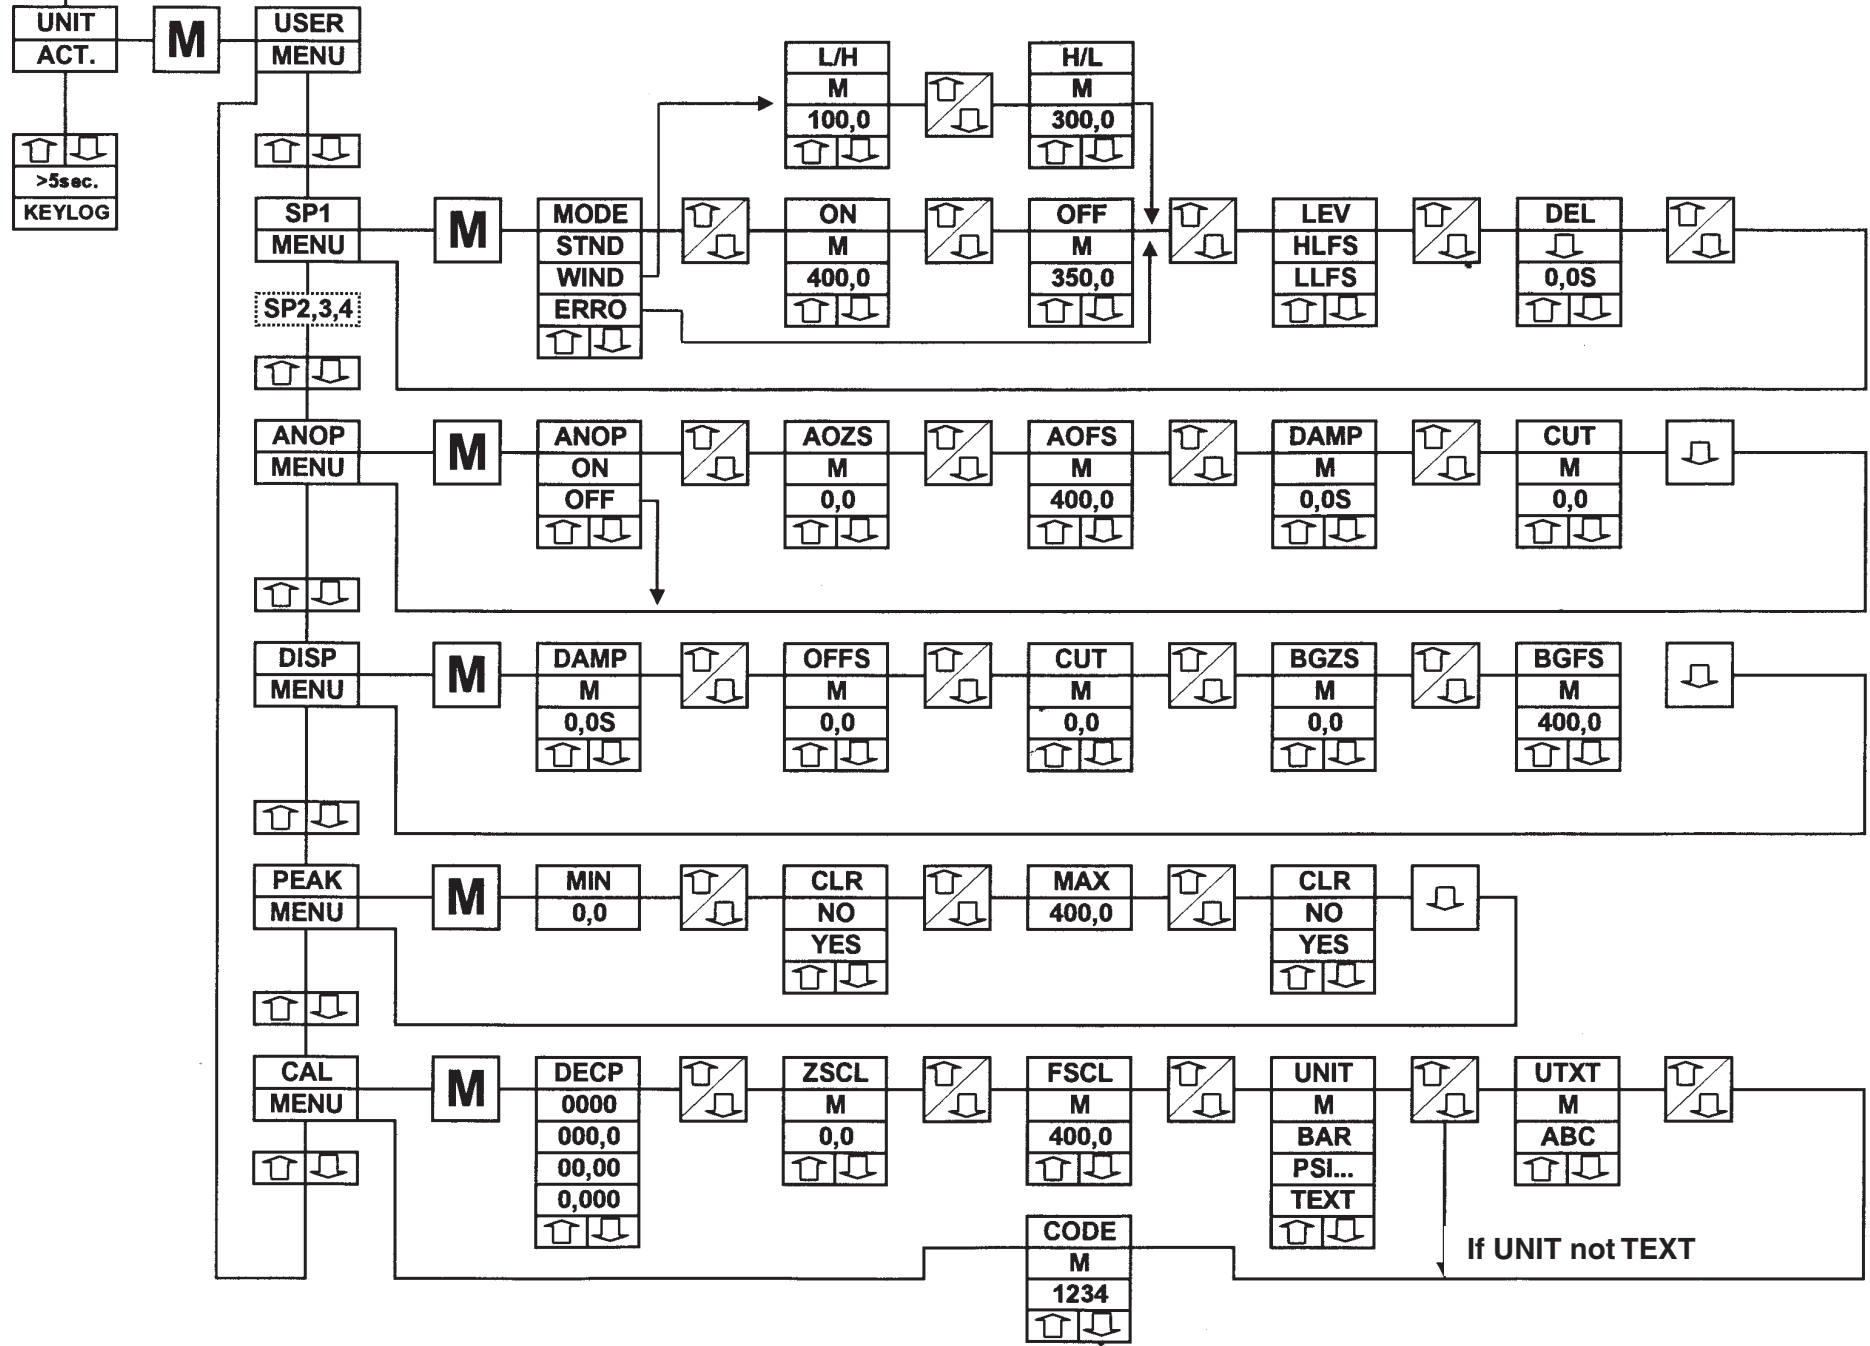 UNIT
ACT.
M
USER
MENU
>5sec.
KEYLOG
L/H
M
100,0
H/L
M
300,0
SP1
MENU
M
MODE
STND
WIND
ERRO
ON
M
400,0
OFF
M
350,0
LEV
HLFS
LLFS
DEL
0,0S
SP2,3,4
ANOP
MENU
M
ANOP
ON
OFF
AOZS
M
0,0
AOFS
M
400,0
DAMP
M
0,0S
CUT
M
0,0
DISP
MENU
M
DAMP
M
0,0S
OFFS
M
0,0
CUT
M
0,0
BGZS
M
0,0
BGFS
M
400,0
PEAK
MENU
M
MIN
0,0
CLR
NO
YES
MAX
400,0
CLR
NO
YES
CAL
MENU
M
DECP
0000
000,0
00,00
0,000
ZSCL
M
0,0
FSCL
M
400,0
UNIT
M
BAR
PSI...
TEXT
UTXT
M
ABC
If UNIT not TEXT
CODE
M
1234